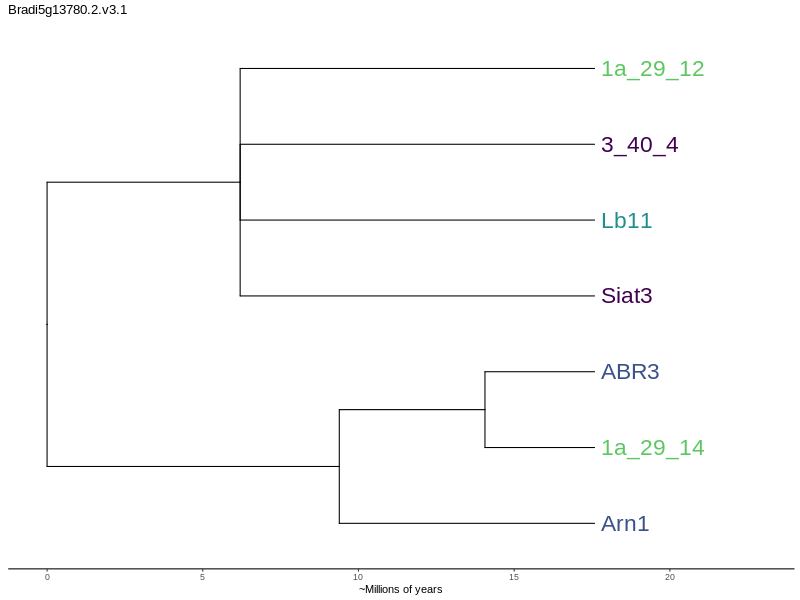 Bradi5g13780.2.v3.1
1a_29_12
3_40_4
Lb11
Siat3
ABR3
1a_29_14
Arn1
0 5 10 15 20
~Millions of years